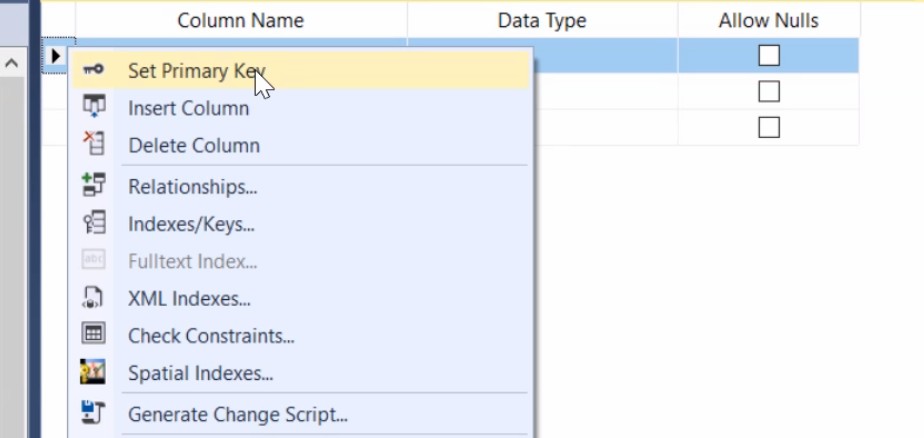 Column Name Data Type Allow Nulls
Set Primary Key
Insert Column
Delete Column
Relationships...
Indexes/Keys...
abc Fulltext Index...
XML Indexes...
Check Constraints...
Spatial Indexes...
Generate Change Script...